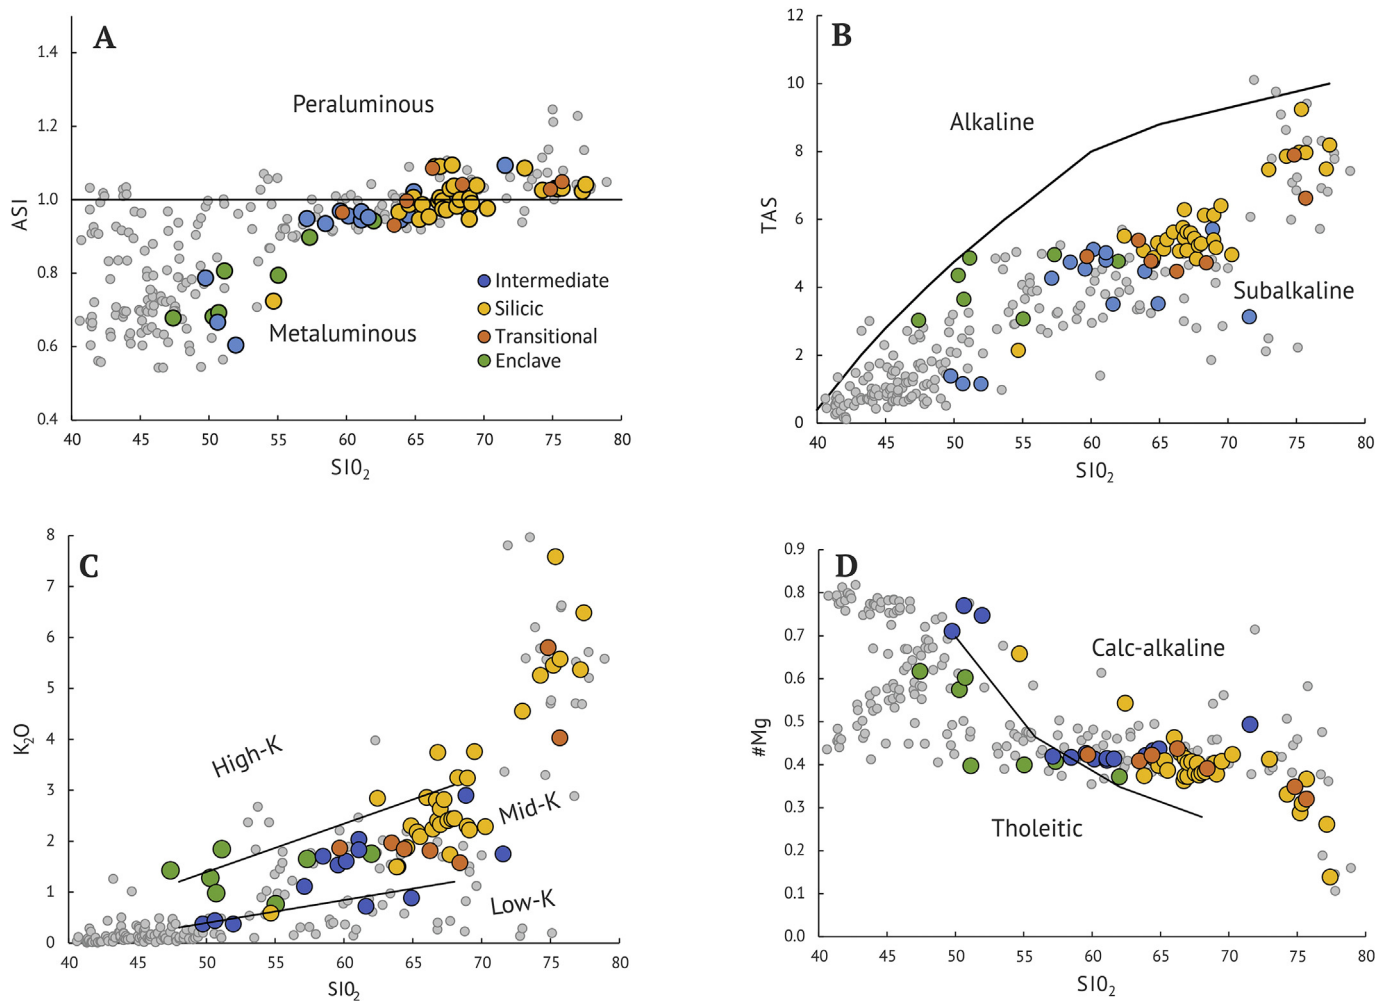 A
1.4
1.2
1.0
0.8
0.6
0.4
ASI
Peraluminous
Metaluminous
Intermediate
Silicic
Transitional
Enclave
40 45 50 55 60 65 70 75 80
SIO₂
B
12
10
8
6
4
2
0
TAS
Alkaline
Subalkaline
40 45 50 55 60 65 70 75 80
SIO₂
C
8
7
6
5
4
3
2
1
0
K₂O
High-K
Mid-K
Low-K
40 45 50 55 60 65 70 75 80
SIO₂
D
0.9
0.8
0.7
0.6
0.5
0.4
0.3
0.2
0.1
0.0
#Mg
Calc-alkaline
Tholeitic
40 45 50 55 60 65 70 75 80
SIO₂